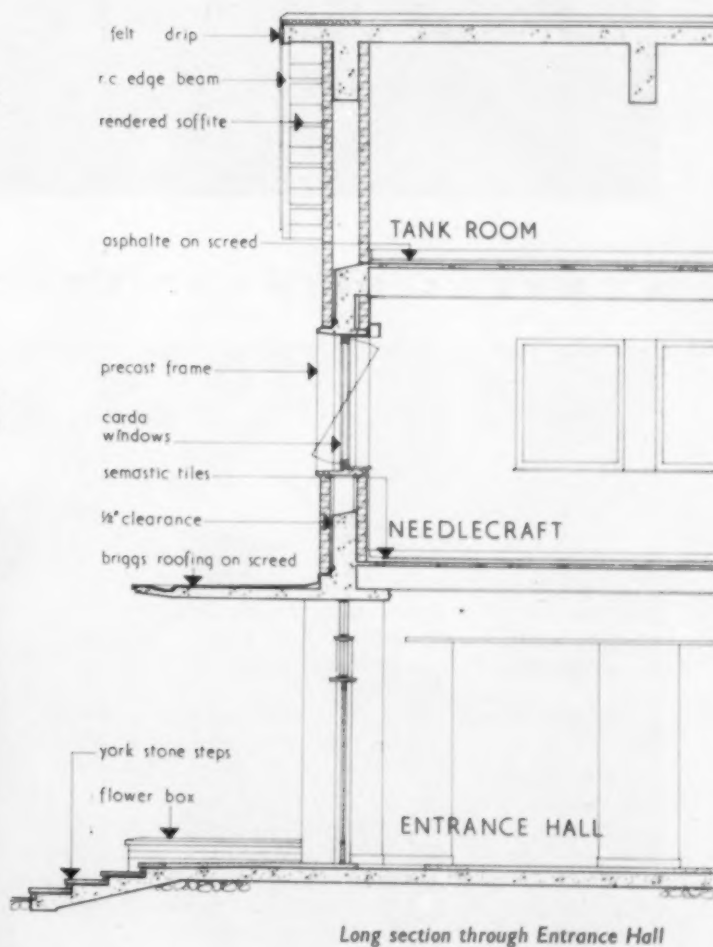 felt drip
r.c edge beam
rendered soffite
asphalte on screed
TANK ROOM
precast frame
carda
windows
semastic tiles
½" clearance
NEEDLECRAFT
briggs roofing on screed
york stone steps
flower box
ENTRANCE HALL
Long section through Entrance Hall